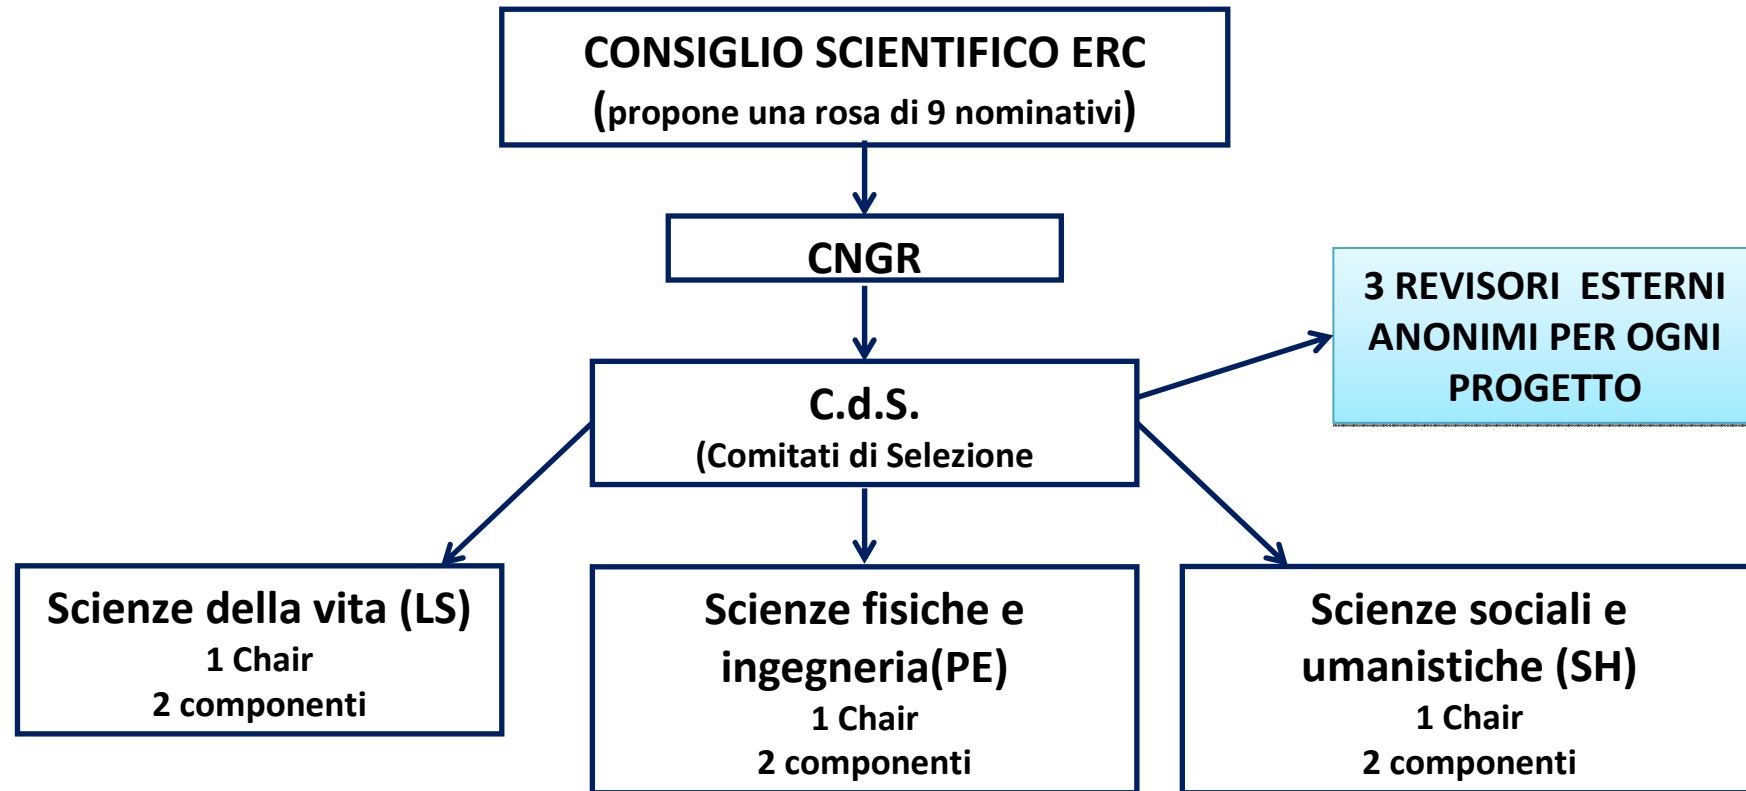 CONSIGLIO SCIENTIFICO ERC
(propone una rosa di 9 nominativi)
CNGR
3 REVISORI  ESTERNI
ANONIMI PER OGNI
PROGETTO
C.d.S.
(Comitati di Selezione
Scienze della vita (LS)
1 Chair
2 componenti
Scienze fisiche e
ingegneria(PE)
1 Chair
2 componenti
Scienze sociali e
umanistiche (SH)
1 Chair
2 componenti